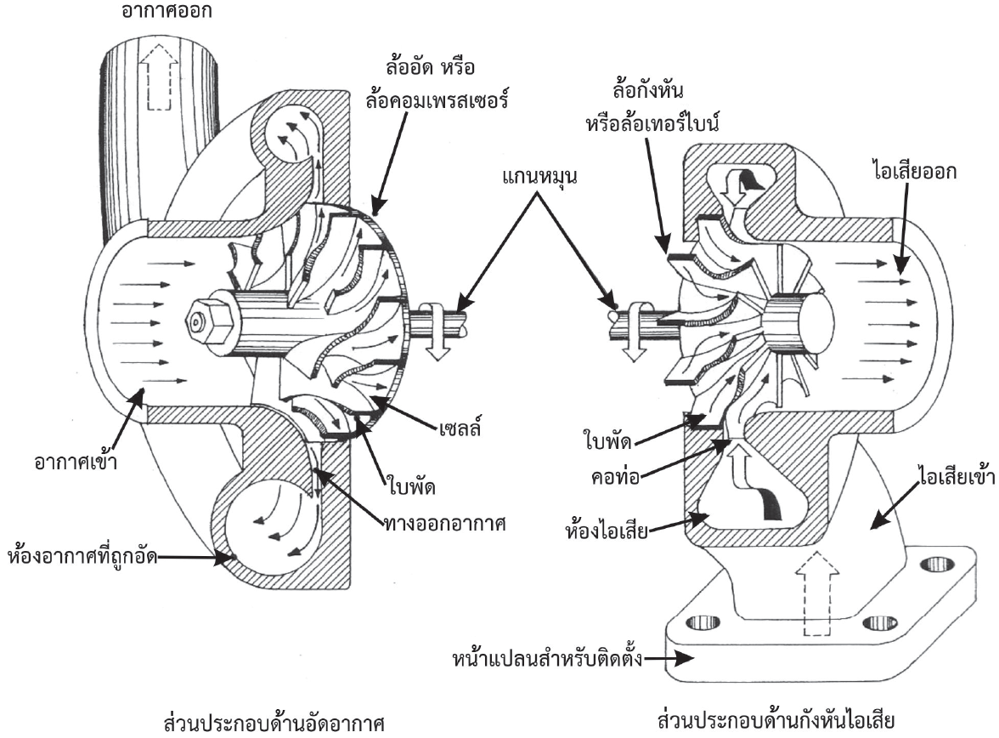 อากาศออก
ล้ออัด หรือ
ล้อคอมเพรสเซอร์
ล้อกังหัน
หรือล้อเทอร์ไบน์
แกนหมุน
ไอเสียออก
เซลล์
ใบพัด
อากาศเข้า
คอท่อ
ใบพัด
ไอเสียเข้า
ทางออกอากาศ
ห้องไอเสีย
ห้องอากาศที่ถูกอัด
หน้าแปลนสำหรับติดตั้ง
ส่วนประกอบด้านอัดอากาศ
ส่วนประกอบด้านกังหันไอเสีย